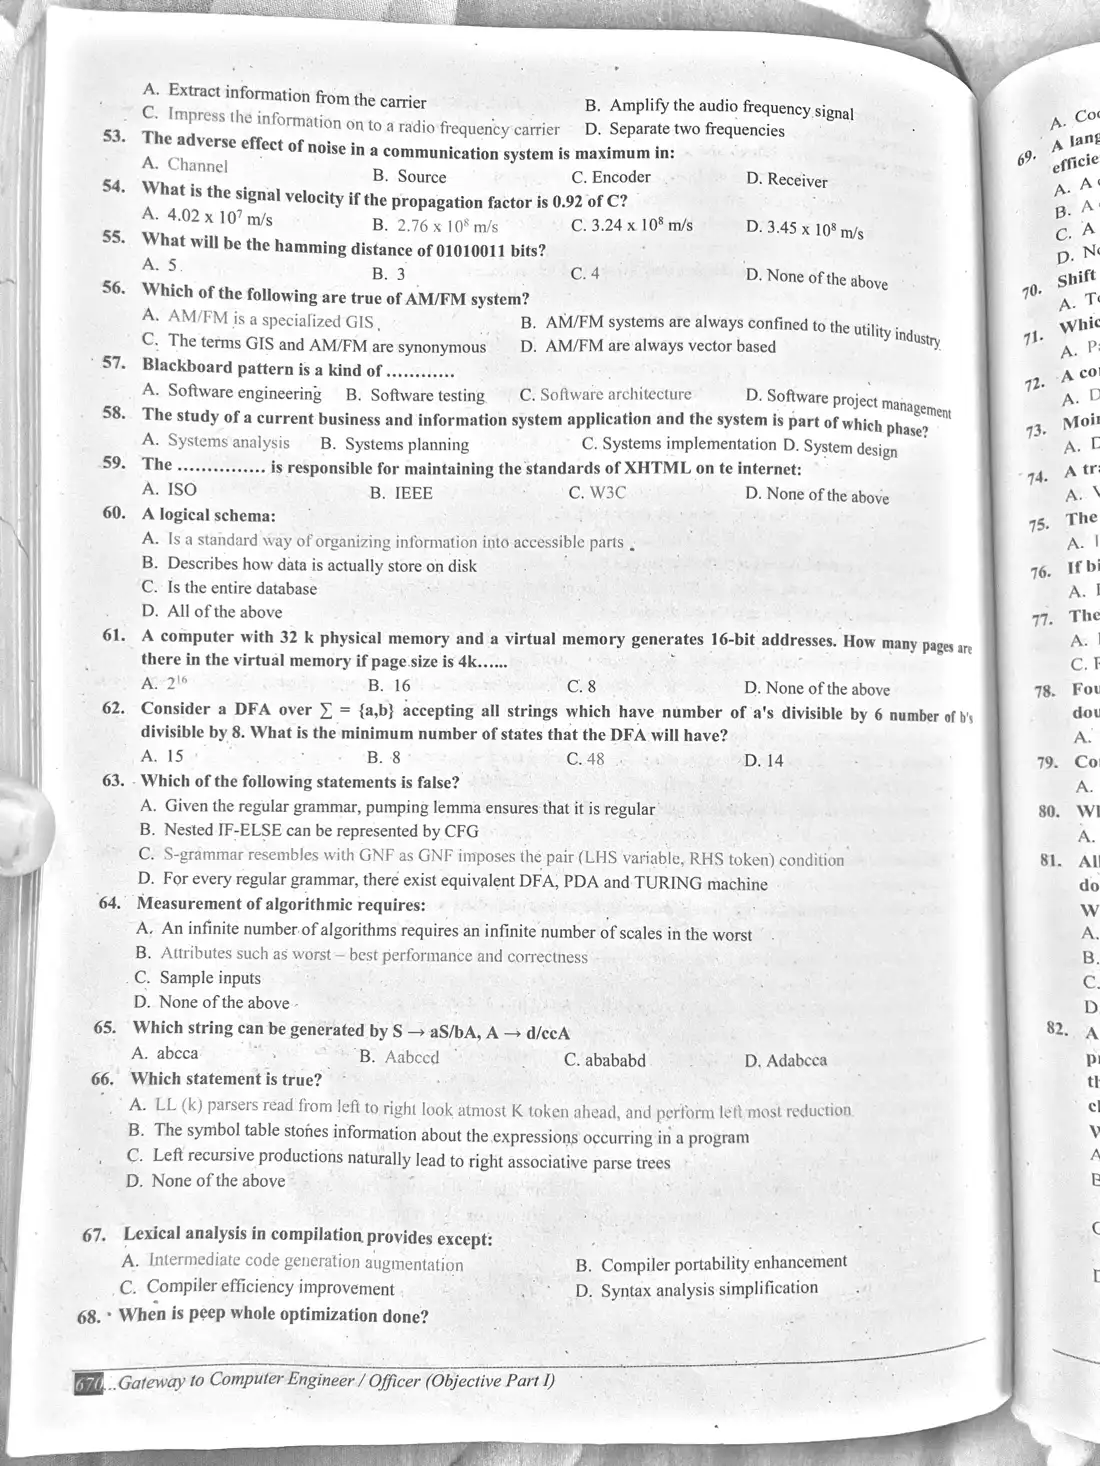 A. Extract information from the carrier B. Amplify the audio frequency signal
C. Impress the information on to a radio frequency carrier D. Separate two frequencies
53. The adverse effect of noise in a communication system is maximum in:
A. Channel B. Source C. Encoder D. Receiver
54. What is the signal velocity if the propagation factor is 0.92 of C?
A. 4.02 x 10⁷ m/s B. 2.76 x 10⁸ m/s C. 3.24 x 10⁸ m/s D. 3.45 x 10⁸ m/s
55. What will be the hamming distance of 01010011 bits?
A. 5 B. 3 C. 4 D. None of the above
56. Which of the following are true of AM/FM system?
A. AM/FM is a specialized GIS B. AM/FM systems are always confined to the utility industry
C. The terms GIS and AM/FM are synonymous D. AM/FM are always vector based
57. Blackboard pattern is a kind of ............
A. Software engineering B. Software testing C. Software architecture D. Software project management
58. The study of a current business and information system application and the system is part of which phase?
A. Systems analysis B. Systems planning C. Systems implementation D. System design
59. The ............... is responsible for maintaining the standards of XHTML on te internet:
A. ISO B. IEEE C. W3C D. None of the above
60. A logical schema:
A. Is a standard way of organizing information into accessible parts .
B. Describes how data is actually store on disk
C. Is the entire database
D. All of the above
61. A computer with 32 k physical memory and a virtual memory generates 16-bit addresses. How many pages are
there in the virtual memory if page size is 4k......
A. 2¹⁶ B. 16 C. 8 D. None of the above
62. Consider a DFA over ∑ = {a,b} accepting all strings which have number of a's divisible by 6 number of b's
divisible by 8. What is the minimum number of states that the DFA will have?
A. 15 B. 8 C. 48 D. 14
63. Which of the following statements is false?
A. Given the regular grammar, pumping lemma ensures that it is regular
B. Nested IF-ELSE can be represented by CFG
C. S-grammar resembles with GNF as GNF imposes the pair (LHS variable, RHS token) condition
D. For every regular grammar, there exist equivalent DFA, PDA and TURING machine
64. Measurement of algorithmic requires:
A. An infinite number of algorithms requires an infinite number of scales in the worst
B. Attributes such as worst – best performance and correctness
C. Sample inputs
D. None of the above
65. Which string can be generated by S → aS/bA, A → d/ccA
A. abcca B. Aabccd C. abababd D. Adabcca
66. Which statement is true?
A. LL (k) parsers read from left to right look atmost K token ahead, and perform left most reduction
B. The symbol table stones information about the expressions occurring in a program
C. Left recursive productions naturally lead to right associative parse trees
D. None of the above
67. Lexical analysis in compilation provides except:
A. Intermediate code generation augmentation B. Compiler portability enhancement
C. Compiler efficiency improvement D. Syntax analysis simplification
68. When is peep whole optimization done?
670...Gateway to Computer Engineer / Officer (Objective Part I)
A.
69. A
efficie
A. A
B. A
C. A
D.
70. Shift
A.
71.
A.
72. A
A.
73.
A.
74. A
A.
75. The
A.
76. If
A.
77. The
A.
C.
78.
A.
79.
A.
80.
A.
81.
do
A.
B.
C.
D
82. A